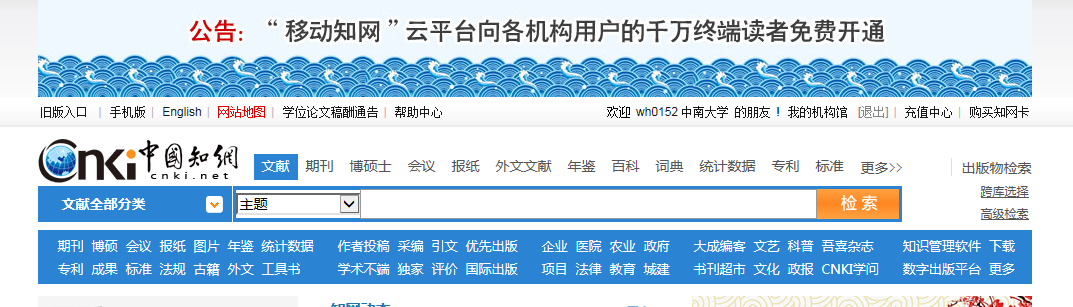 公告：“移动知网”云平台向各机构用户的千万终端读者免费开通
旧版入口 | 手机版 | English | 网站地图 | 学位论文稿酬通告 | 帮助中心 欢迎 wh0152中南大学 的朋友！ 我的机构馆 [退出] | 充值中心 | 购买知网卡
Cnki 中国知网
cnki.net
文献 期刊 博硕士 会议 报纸 外文文献 年鉴 百科 词典 统计数据 专利 标准 更多>> 出版物检索
跨库选择
文献全部分类 主题 检索
高级检索
期刊 博硕 会议 报纸 图片 年鉴 统计数据 作者投稿 采编 引文 优先出版 企业 医院 农业 政府 大成编客 文艺 科普 吾喜杂志 知识管理软件 下载
专利 成果 标准 法规 古籍 外文 工具书 学术不端 独家 评价 国际出版 项目 法律 教育 城建 书刊超市 文化 政报 CNKI学问 数字出版平台 更多